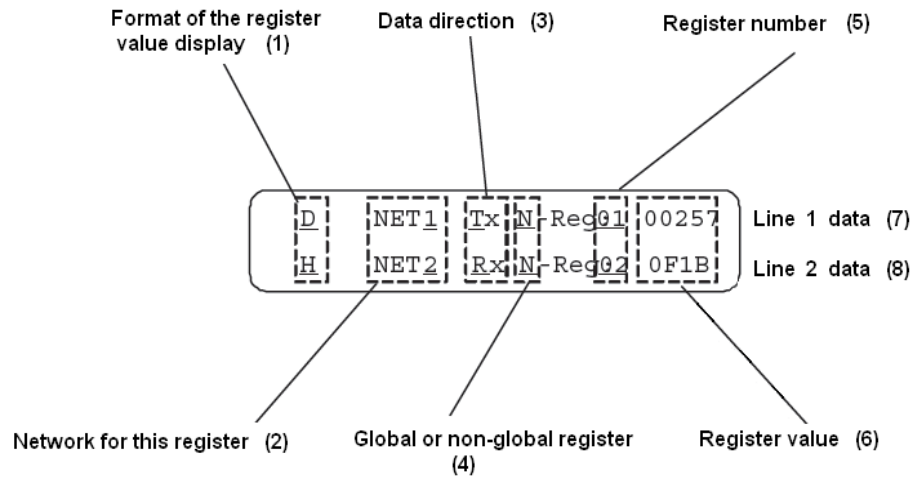 Format of the register
value display (1)
Data direction (3)
Register number (5)
D NET1 Tx N-Reg01 00257
Line 1 data (7)
H NET2 Rx N-Reg02 0F1B
Line 2 data (8)
Network for this register (2)
Global or non-global register
(4)
Register value (6)